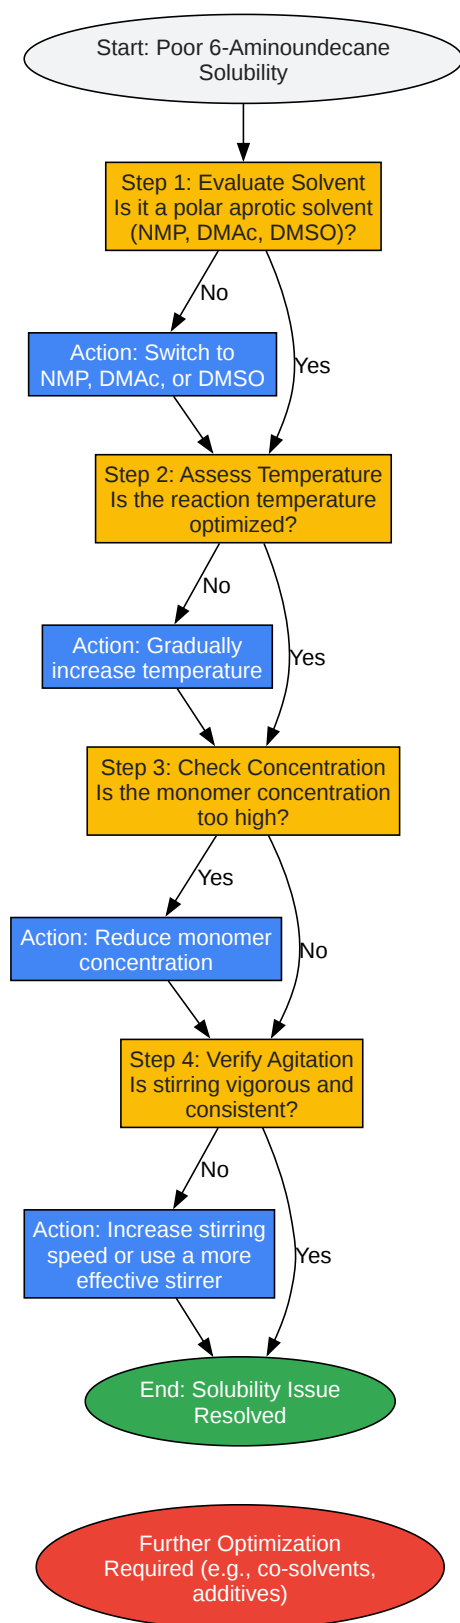 Start: Poor 6-Aminoundecane
Solubility
Step 1: Evaluate Solvent
Is it a polar aprotic solvent
(NMP, DMAc, DMSO)?
No
Action: Switch to
NMP, DMAc, or DMSO
Yes
Step 2: Assess Temperature
Is the reaction temperature
optimized?
No
Action: Gradually
increase temperature
Yes
Step 3: Check Concentration
Is the monomer concentration
too high?
Yes
Action: Reduce monomer
concentration
No
Step 4: Verify Agitation
Is stirring vigorous and
consistent?
No
Action: Increase stirring
speed or use a more
effective stirrer
Yes
End: Solubility Issue
Resolved
Further Optimization
Required (e.g., co-solvents,
additives)